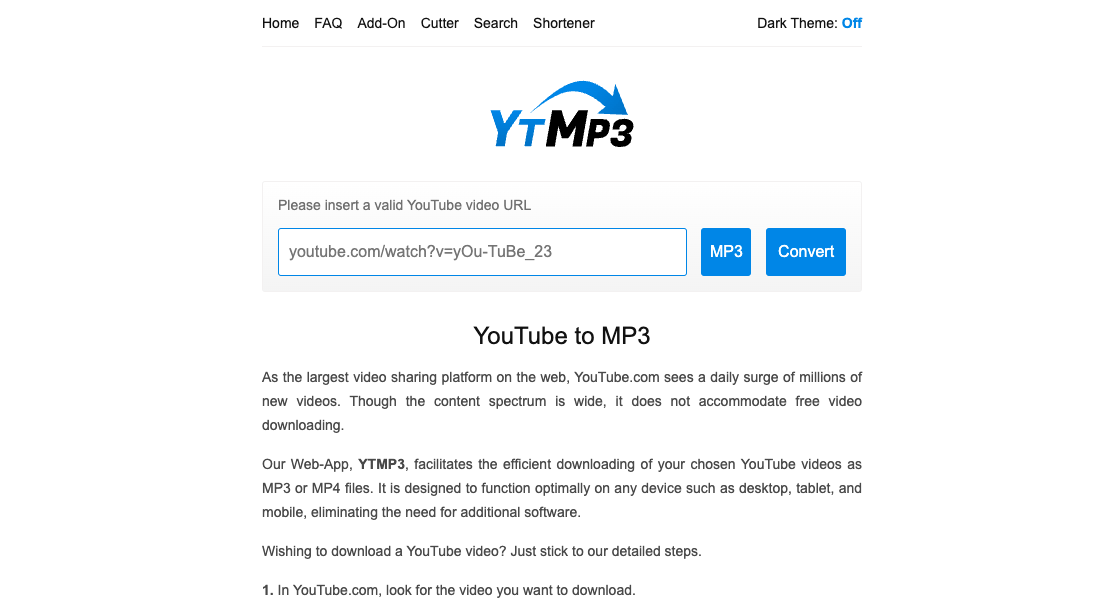 Home FAQ Add-On Cutter Search Shortener Dark Theme: Off
YTMP3
Please insert a valid YouTube video URL
youtube.com/watch?v=yOu-TuBe_23 MP3 Convert
YouTube to MP3
As the largest video sharing platform on the web, YouTube.com sees a daily surge of millions of
new videos. Though the content spectrum is wide, it does not accommodate free video
downloading.
Our Web-App, YTMP3, facilitates the efficient downloading of your chosen YouTube videos as
MP3 or MP4 files. It is designed to function optimally on any device such as desktop, tablet, and
mobile, eliminating the need for additional software.
Wishing to download a YouTube video? Just stick to our detailed steps.
1. In YouTube.com, look for the video you want to download.